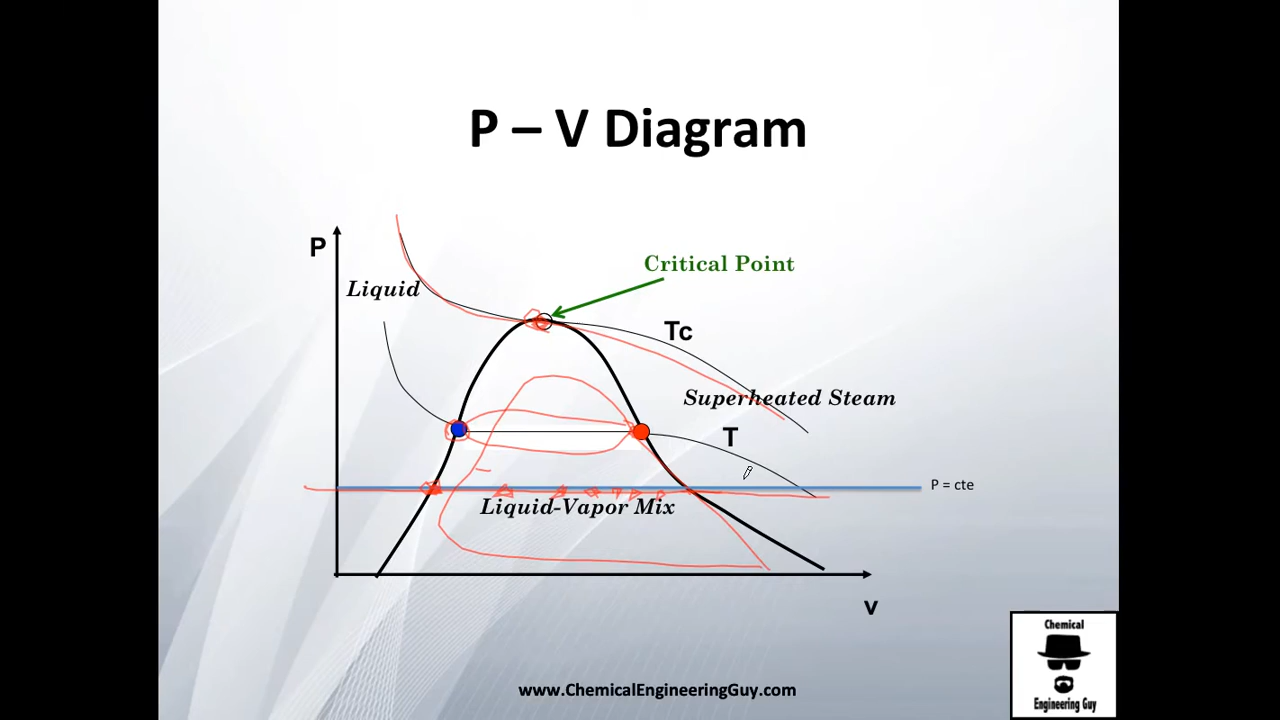 P – V Diagram
P
Critical Point
Liquid
Tc
Superheated Steam
T
P = cte
Liquid-Vapor Mix
v
Chemical
Engineering Guy
www.ChemicalEngineeringGuy.com